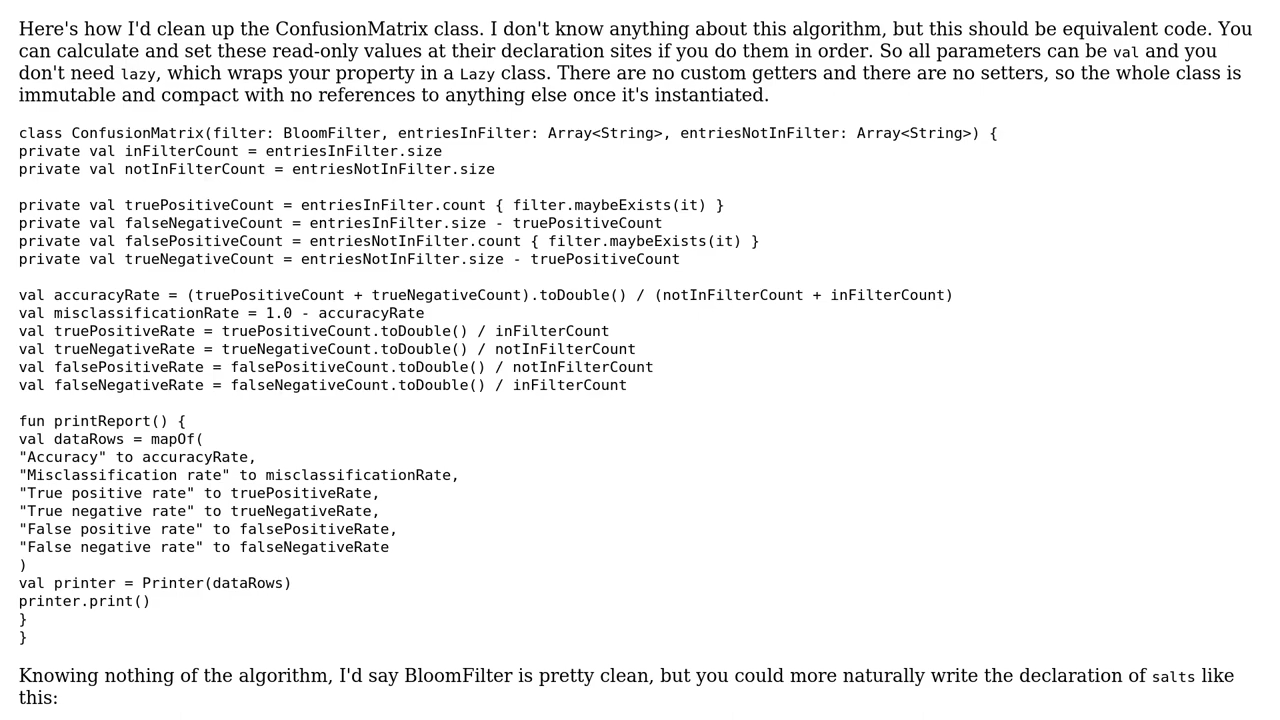 Here's how I'd clean up the ConfusionMatrix class. I don't know anything about this algorithm, but this should be equivalent code. You
can calculate and set these read-only values at their declaration sites if you do them in order. So all parameters can be val and you
don't need lazy, which wraps your property in a Lazy class. There are no custom getters and there are no setters, so the whole class is
immutable and compact with no references to anything else once it's instantiated.
class ConfusionMatrix(filter: BloomFilter, entriesInFilter: Array<String>, entriesNotInFilter: Array<String>) {
private val inFilterCount = entriesInFilter.size
private val notInFilterCount = entriesNotInFilter.size
private val truePositiveCount = entriesInFilter.count { filter.maybeExists(it) }
private val falseNegativeCount = entriesInFilter.size - truePositiveCount
private val falsePositiveCount = entriesNotInFilter.count { filter.maybeExists(it) }
private val trueNegativeCount = entriesNotInFilter.size - truePositiveCount
val accuracyRate = (truePositiveCount + trueNegativeCount).toDouble() / (notInFilterCount + inFilterCount)
val misclassificationRate = 1.0 - accuracyRate
val truePositiveRate = truePositiveCount.toDouble() / inFilterCount
val trueNegativeRate = trueNegativeCount.toDouble() / notInFilterCount
val falsePositiveRate = falsePositiveCount.toDouble() / notInFilterCount
val falseNegativeRate = falseNegativeCount.toDouble() / inFilterCount
fun printReport() {
val dataRows = mapOf(
"Accuracy" to accuracyRate,
"Misclassification rate" to misclassificationRate,
"True positive rate" to truePositiveRate,
"True negative rate" to trueNegativeRate,
"False positive rate" to falsePositiveRate,
"False negative rate" to falseNegativeRate
)
val printer = Printer(dataRows)
printer.print()
}
}
Knowing nothing of the algorithm, I'd say BloomFilter is pretty clean, but you could more naturally write the declaration of salts like
this: